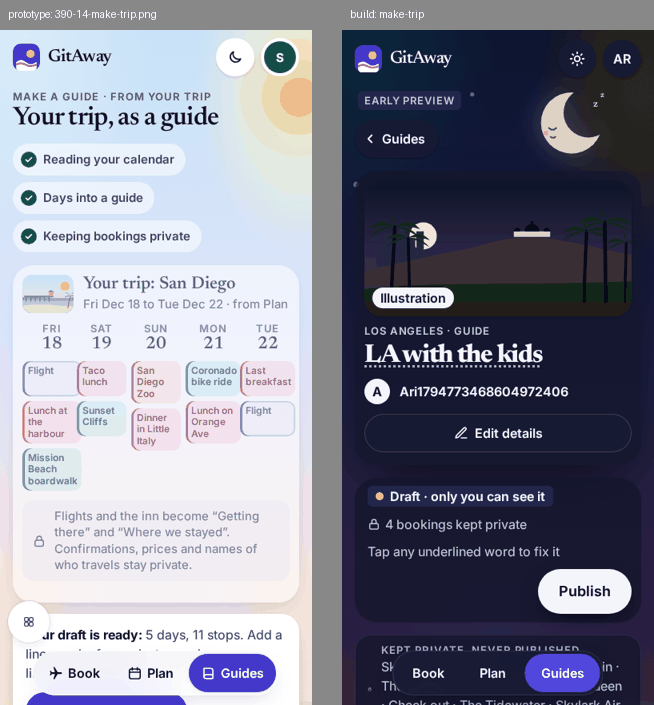 prototype: 390-14-make-trip.png
GitAway
S
MAKE A GUIDE · FROM YOUR TRIP
Your trip, as a guide
Reading your calendar
Days into a guide
Keeping bookings private
Your trip: San Diego
Fri Dec 18 to Tue Dec 22 · from Plan
FRI SAT SUN MON TUE
18 19 20 21 22
Flight
Lunch at the harbour
Mission Beach boardwalk
Taco lunch
Sunset Cliffs
San Diego Zoo
Dinner in Little Italy
Coronado bike ride
Lunch on Orange Ave
Last breakfast
Flight
Flights and the inn become “Getting
there” and “Where we stayed”.
Confirmations, prices and names of
who travels stay private.
ur draft is ready: 5 days, 11 stops. Add a
Book Plan Guides
build: make-trip
GitAway
AR
EARLY PREVIEW
z z
Guides
Illustration
LOS ANGELES · GUIDE
LA with the kids
A Ari1794773468604972406
Edit details
Draft · only you can see it
4 bookings kept private
Tap any underlined word to fix it
Publish
KEPT PRIVATE, NEVER PUBLISHED
Book Plan Guides
· Check out · The Tidewater · Skylark Air